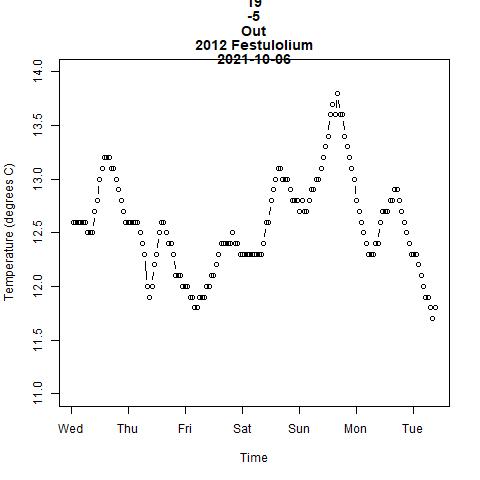 19
-5
Out
2012 Festulolium
2021-10-06
14.0
13.5
13.0
12.5
12.0
11.5
11.0
Temperature (degrees C)
Wed Thu Fri Sat Sun Mon Tue
Time